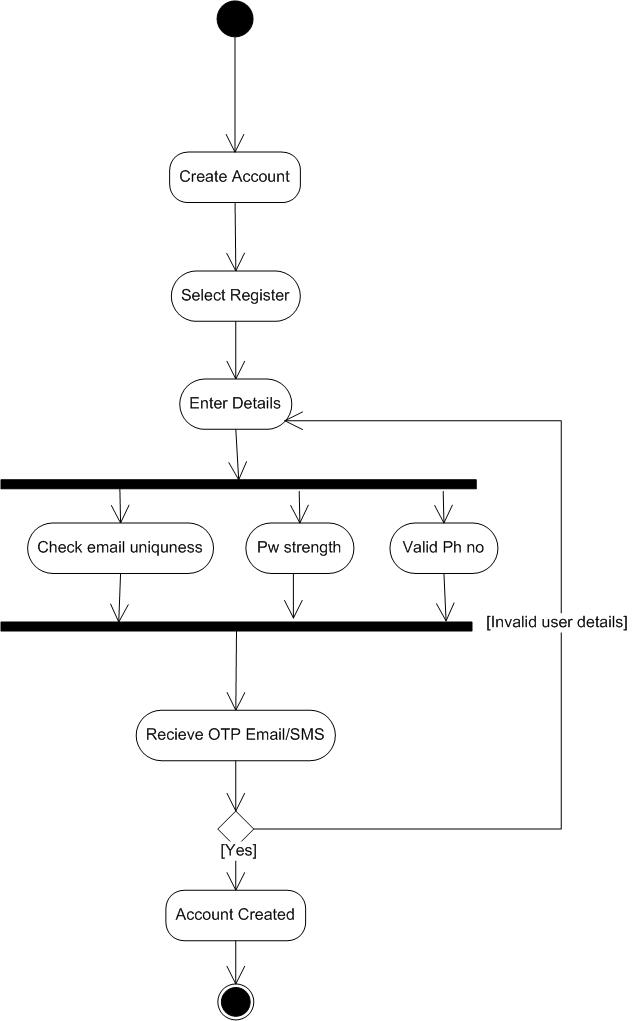 Create Account
Select Register
Enter Details
Check email uniquness
Pw strength
Valid Ph no
[Invalid user details]
Recieve OTP Email/SMS
[Yes]
Account Created